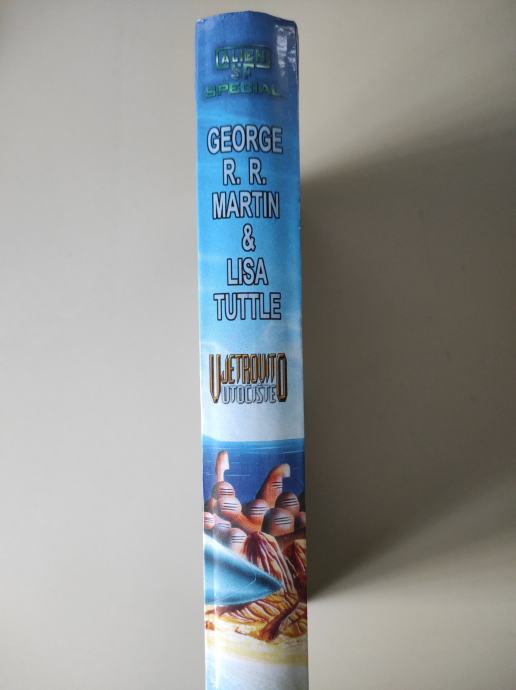 ALIEN
SF
SPECIAL
GEORGE
R. R.
MARTIN
&
LISA
TUTTLE
VJETROVITO
UTOČIŠTE